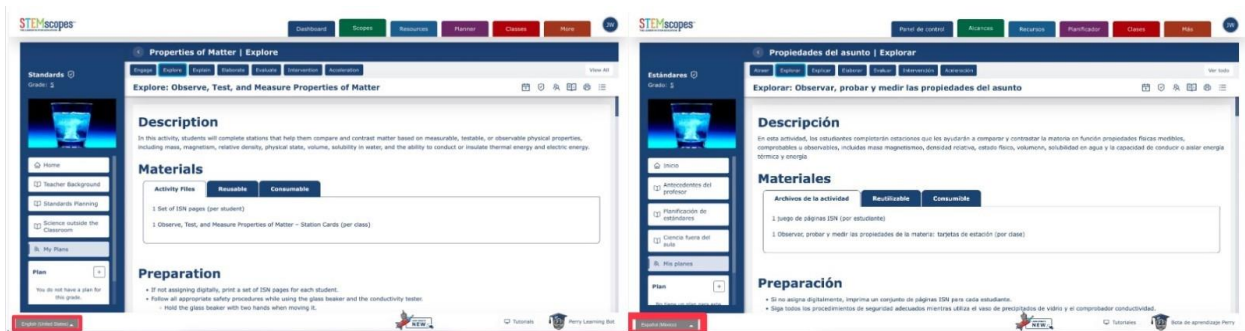 STEMscopes
Dashboard
Scopes
Resources
Planner
Classes
More
JW
Properties of Matter | Explore
Standards
Grade: 5
Engage
Explore
Explain
Elaborate
Evaluate
Intervention
Acceleration
View All
Explore: Observe, Test, and Measure Properties of Matter
Description
In this activity, students will complete stations that help them compare and contrast matter based on measurable, testable, or observable physical properties,
including mass, magnetism, relative density, physical state, volume, solubility in water, and the ability to conduct or insulate thermal energy and electric energy.
Home
Teacher Background
Standards Planning
Science outside the
Classroom
My Plans
Plan
You do not have a plan for
this grade.
Materials
Activity Files
Reusable
Consumable
1 Set of ISN pages (per student)
1 Observe, Test, and Measure Properties of Matter – Station Cards (per class)
Preparation
• If not assigning digitally, print a set of ISN pages for each student.
• Follow all appropriate safety procedures while using the glass beaker and the conductivity tester.
– Hold the glass beaker with two hands when moving it.
English (United States)
NEW
Tutorials
Perry Learning Bot
STEMscopes
Panel de control
Alcances
Recursos
Planificador
Clases
Más
JW
Propiedades del asunto | Explorar
Estándares
Grado: 5
Explorar
Explicar
Elaborar
Evaluar
Intervención
Aceleración
Ver todo
Explorar: Observar, probar y medir las propiedades del asunto
Descripción
En esta actividad, los estudiantes completarán estaciones que los ayudarán a comparar y contrastar la materia en función propiedades físicas medibles,
comprobables u observables, incluidas masa magnetismeo, densidad relativa, estado físico, volumenn, solubilidad en agua y la capacidad de conducir o aislar energía
térmica y energía
Inicio
Antecedentes del
profesor
Planificación de
estándares
Ciencia fuera del
aula
Mis planes
Plan
Materiales
Archivos de la actividad
Reutilizable
Consumible
1 juego de páginas ISN (por estudiante)
1 Observar, probar y medir las propiedades de la materia: tarjetas de estación (por clase)
Preparación
• Si no asigna digitalmente, imprima un conjunto de páginas ISN para cada estudiante.
• Siga todos los procedimientos de seguridad adecuados mientras utiliza el vaso de precipitados de vidrio y el comprobador conductividad.
Español (México)
NEW
Tutoriales
Bota de aprendizaje Perry